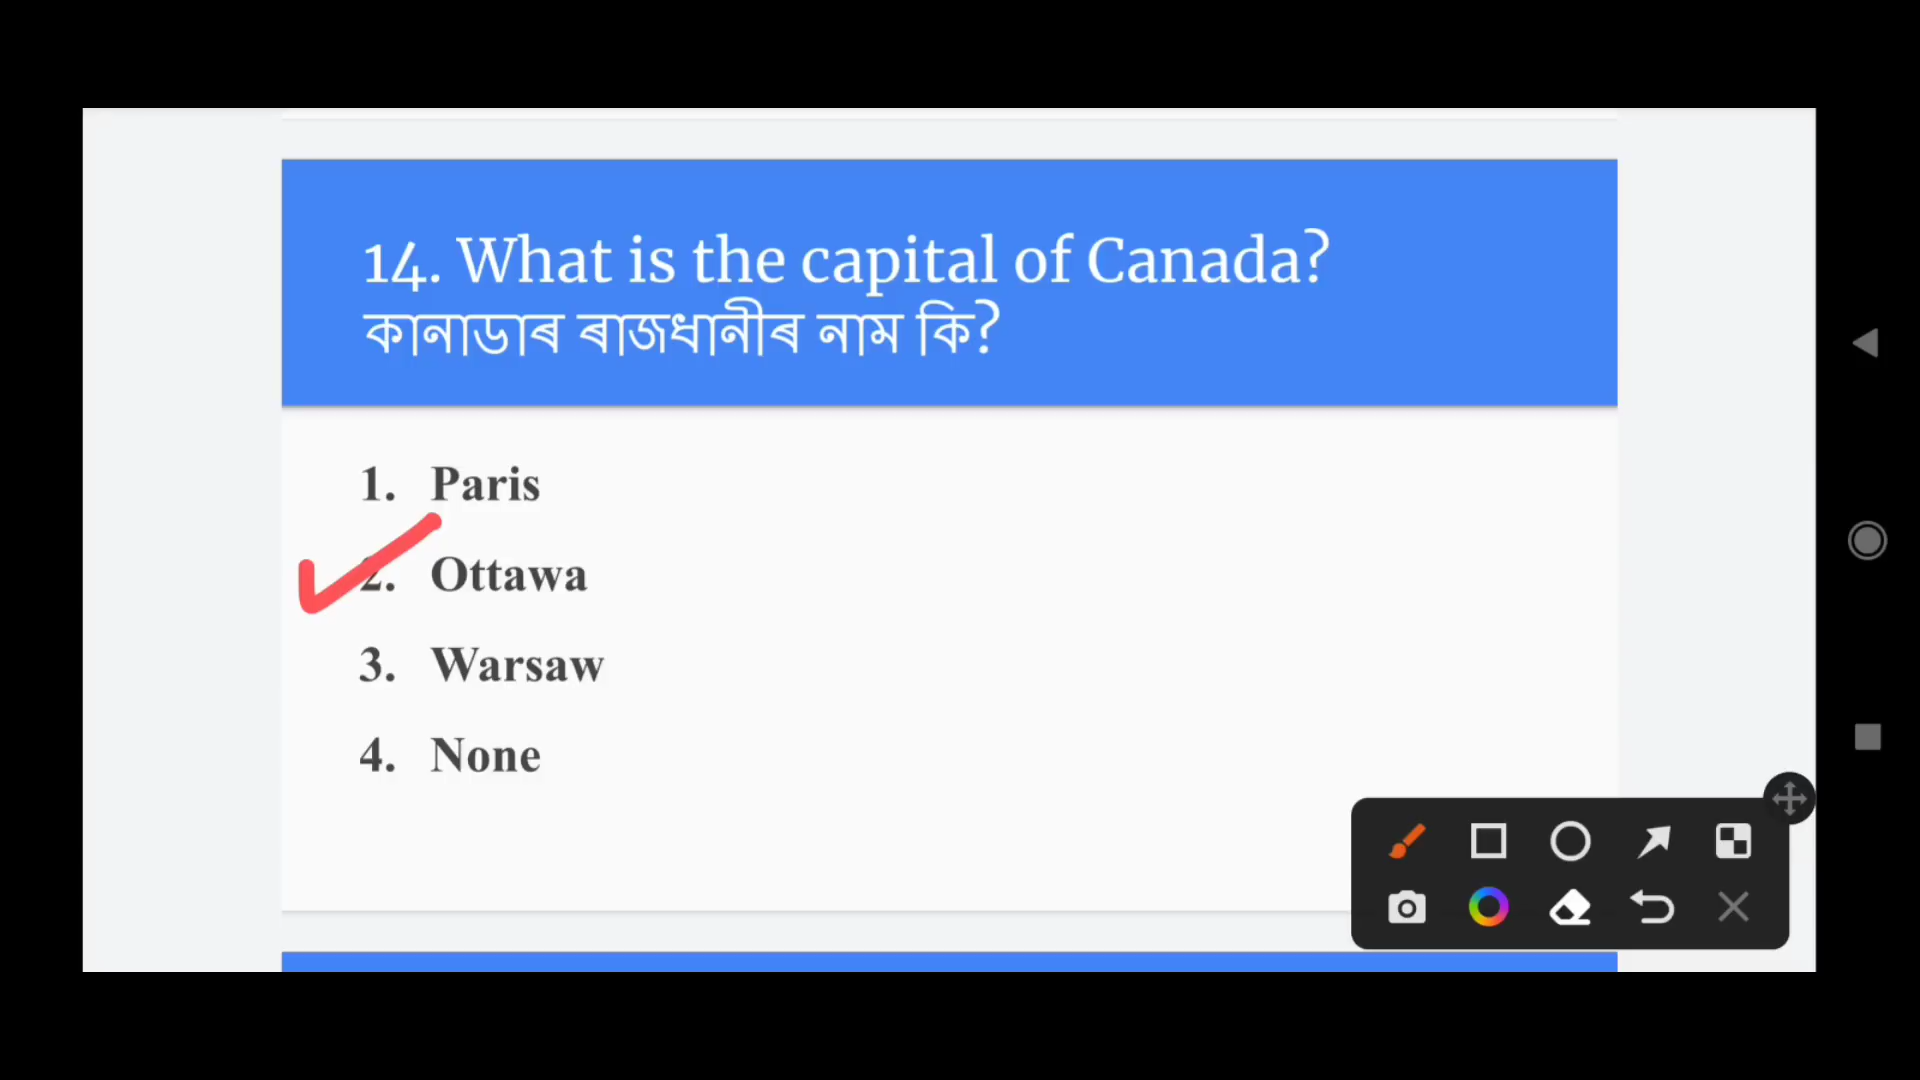 14. What is the capital of Canada?
কানাডাৰ ৰাজধানীৰ নাম কি?
1. Paris
2. Ottawa
3. Warsaw
4. None